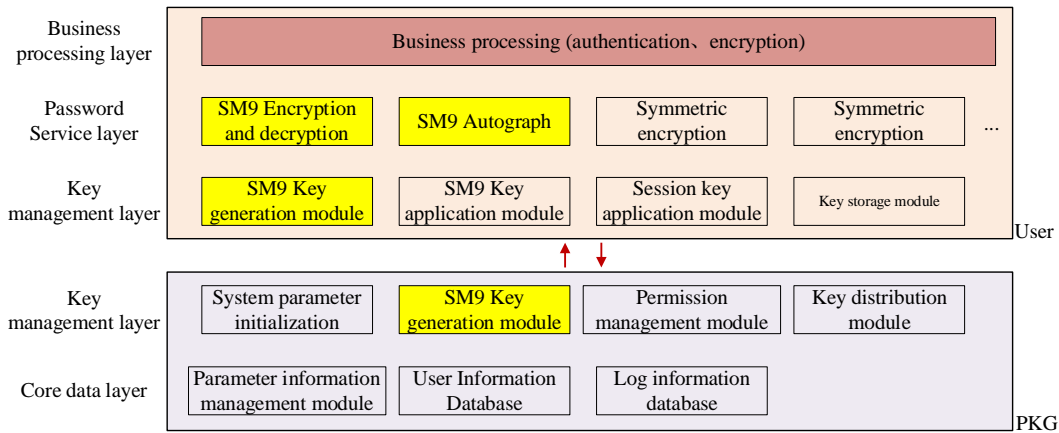 Business
processing layer
Business processing (authentication、encryption)
Password
Service layer
SM9 Encryption
and decryption
SM9 Autograph
Symmetric
encryption
Symmetric
encryption
...
Key
management layer
SM9 Key
generation module
SM9 Key
application module
Session key
application module
Key storage module
User
Key
management layer
System parameter
initialization
SM9 Key
generation module
Permission
management module
Key distribution
module
Core data layer
Parameter information
management module
User Information
Database
Log information
database
PKG